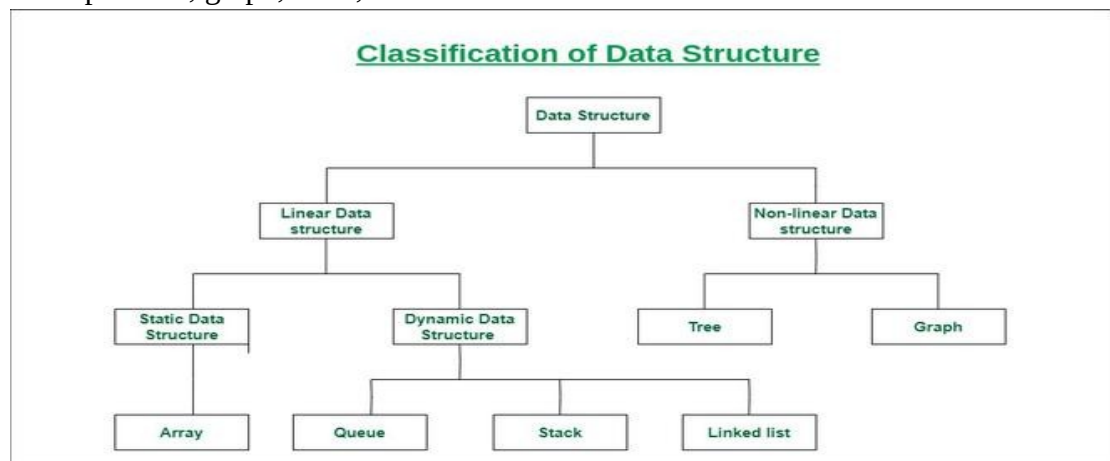 graph,
Classification of Data Structure
Data Structure
Linear Data
structure
Non-linear Data
structure
Static Data
Structure
Dynamic Data
Structure
Tree
Graph
Array
Queue
Stack
Linked list